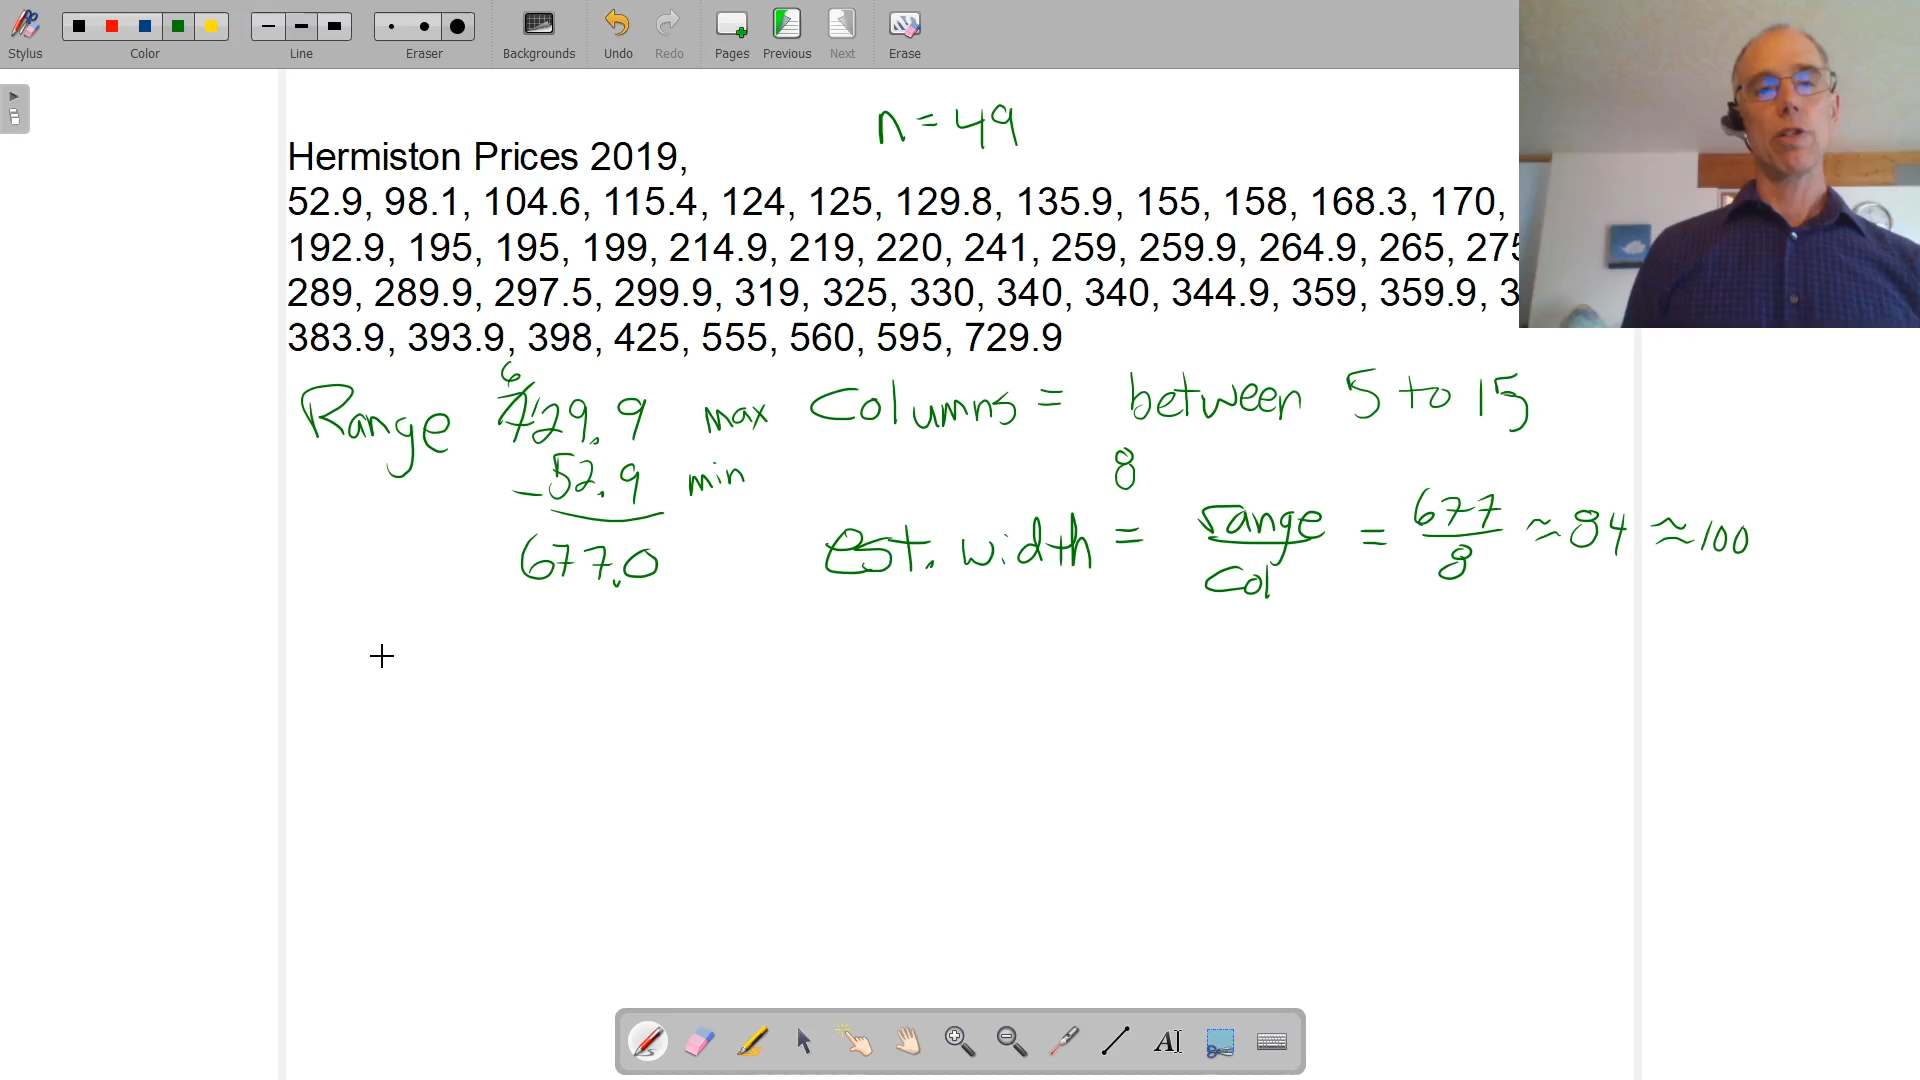 Stylus Color Line Eraser Backgrounds Undo Redo Pages Previous Next Erase
n = 49
Hermiston Prices 2019,
52.9, 98.1, 104.6, 115.4, 124, 125, 129.8, 135.9, 155, 158, 168.3, 170,
192.9, 195, 195, 199, 214.9, 219, 220, 241, 259, 259.9, 264.9, 265, 275
289, 289.9, 297.5, 299.9, 319, 325, 330, 340, 340, 344.9, 359, 359.9, 3
383.9, 393.9, 398, 425, 555, 560, 595, 729.9
6
Range 729.9 max Columns = between 5 to 15
- 52.9 min 8
677.0 est. width = range/col = 677/8 ≈ 84 ≈ 100